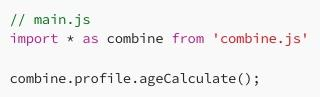 // main.js
import * as combine from 'combine.js'
combine.profile.ageCalculate();